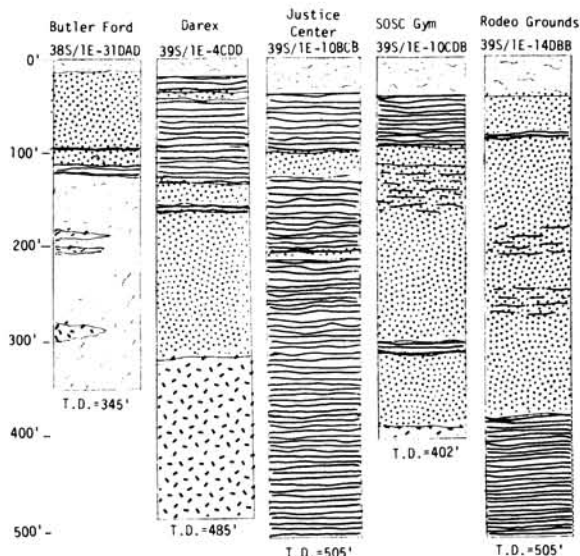 Butler Ford
38S/1E-31DAD
Darex
39S/1E-4CDD
Justice
Center
39S/1E-10BCB
SOSC Gym
39S/1E-10CDB
Rodeo Grounds
39S/1E-14DBB
0'
100'
200'
300'
400'
500'
T.D.=345'
T.D.=485'
T.D.=505'
T.D.=402'
T.D.=505'